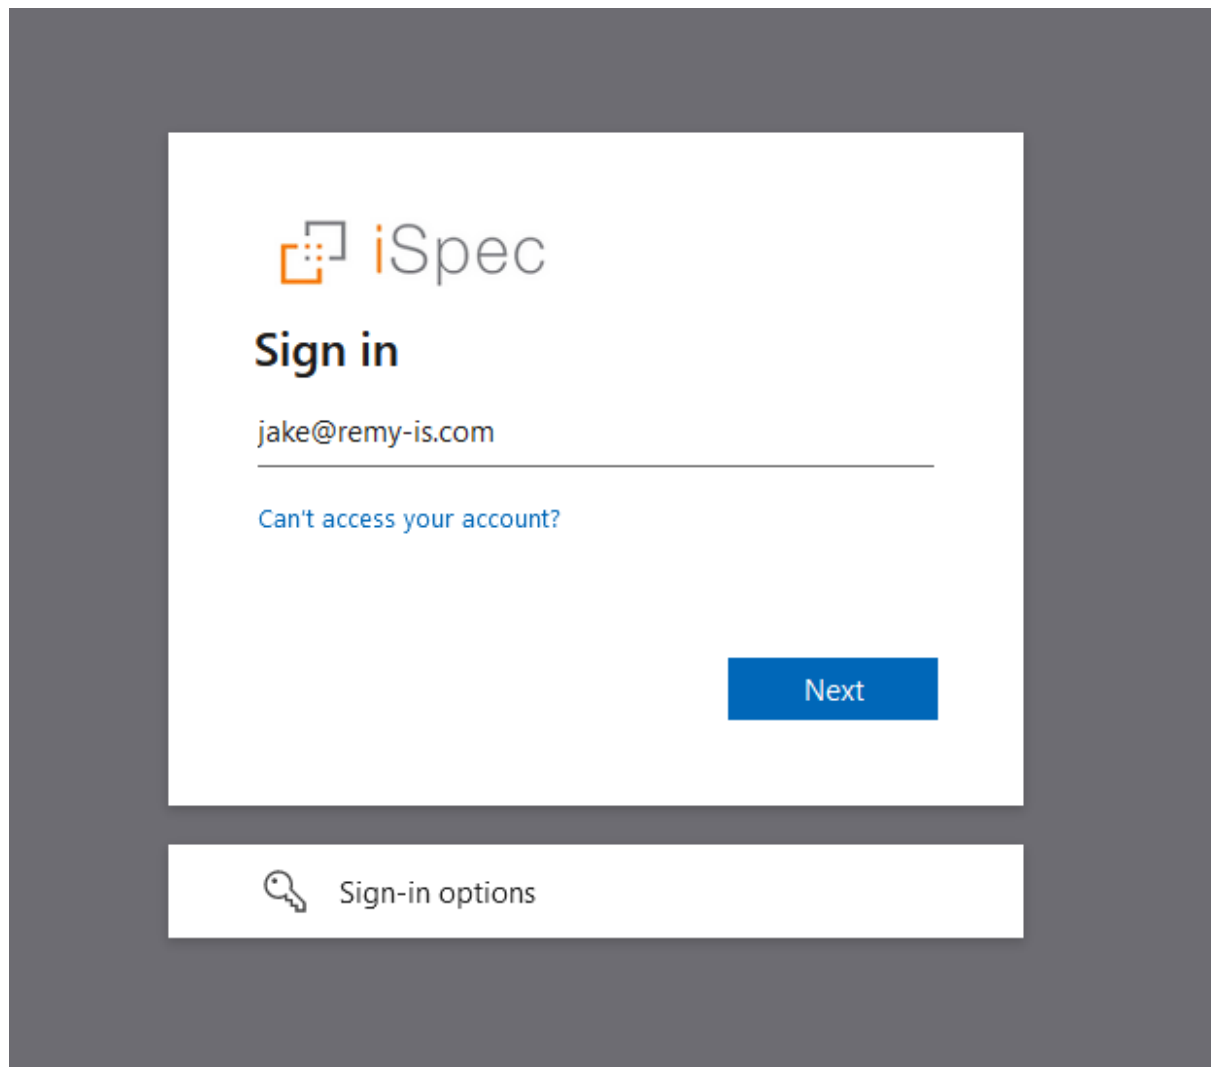 iSpec
Sign in
jake@remy-is.com
Can't access your account?
Next
Sign-in options